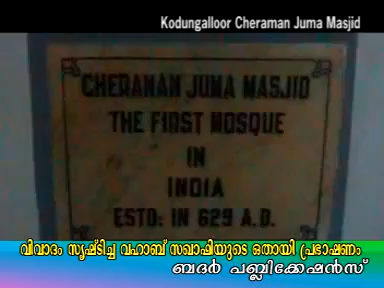 Kodungalloor Cheraman Juma Masjid
CHERAMAN JUMA MASJID
THE FIRST MOSQUE
IN
INDIA
ESTD: IN 629 A.D.
വിവാദം സൃഷ്ടിച്ച വഹാബ് സഖാഫിയുടെ ഒതായി പ്രഭാഷണം
ബദർ പബ്ലിക്കേഷൻസ്